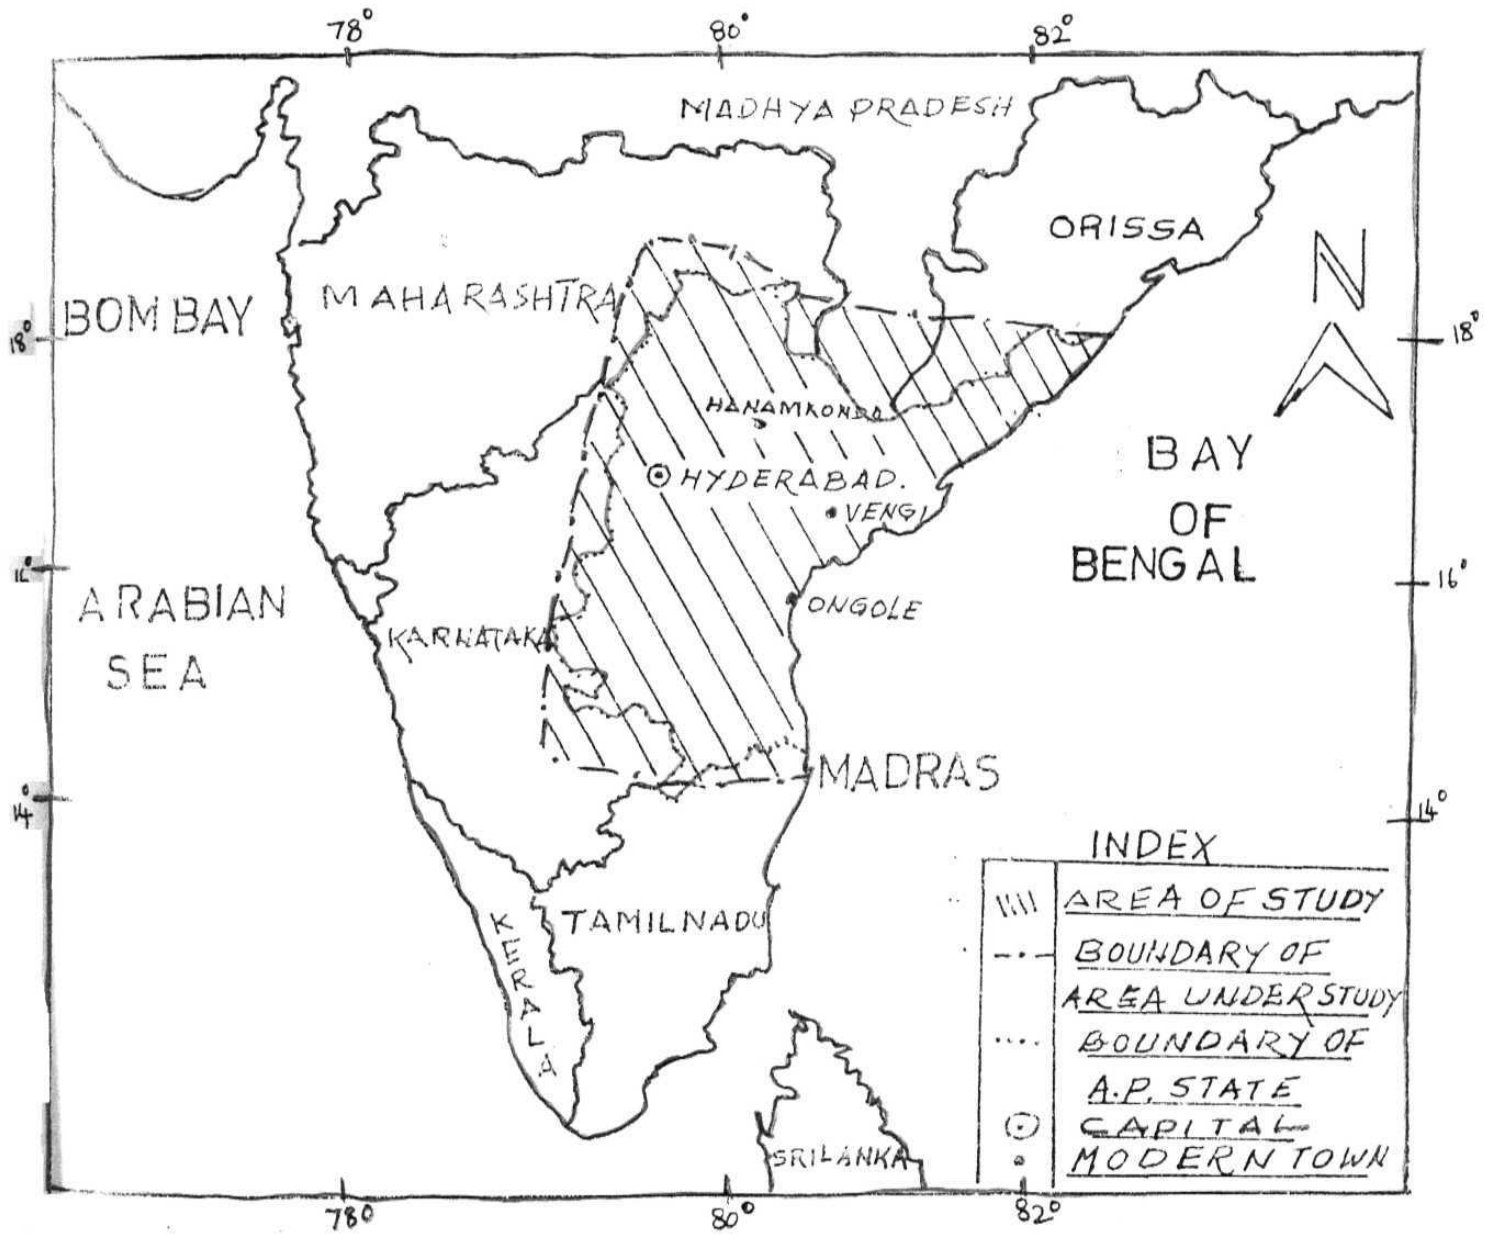 78° 80° 82°
MADHYA PRADESH
ORISSA
N
MAHARASHTRA
BOMBAY
18° 18°
HANAMKONDA
BAY
HYDERABAD.
VENGI
OF
BENGAL
16° 16°
ARABIAN
ONGOLE
KARNATAKA
SEA
MADRAS
14° 14°
INDEX
AREA OF STUDY
TAMILNADU
KERALA
BOUNDARY OF
AREA UNDER STUDY
BOUNDARY OF
A.P. STATE
CAPITAL
MODERN TOWN
SRILANKA
78° 80° 82°